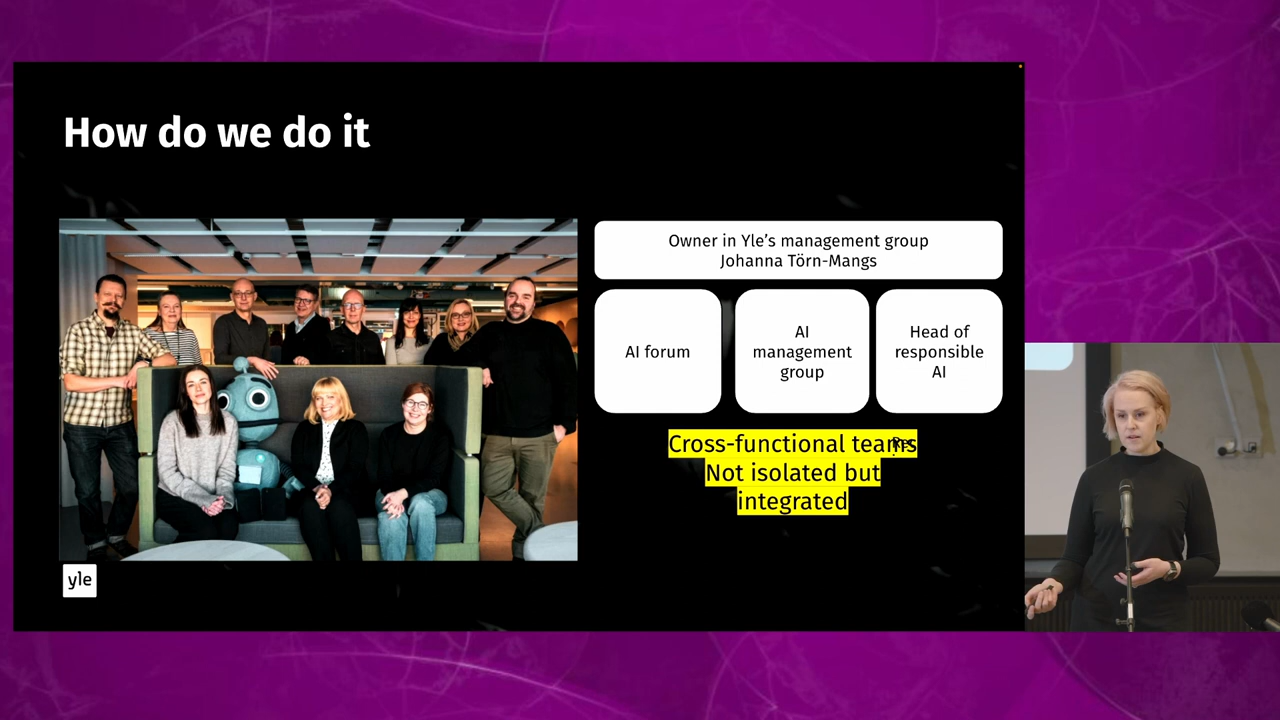 How do we do it
Owner in Yle's management group
Johanna Törn-Mangs
AI forum
AI
management
group
Head of
responsible
AI
Cross-functional teams
Not isolated but
integrated
yle